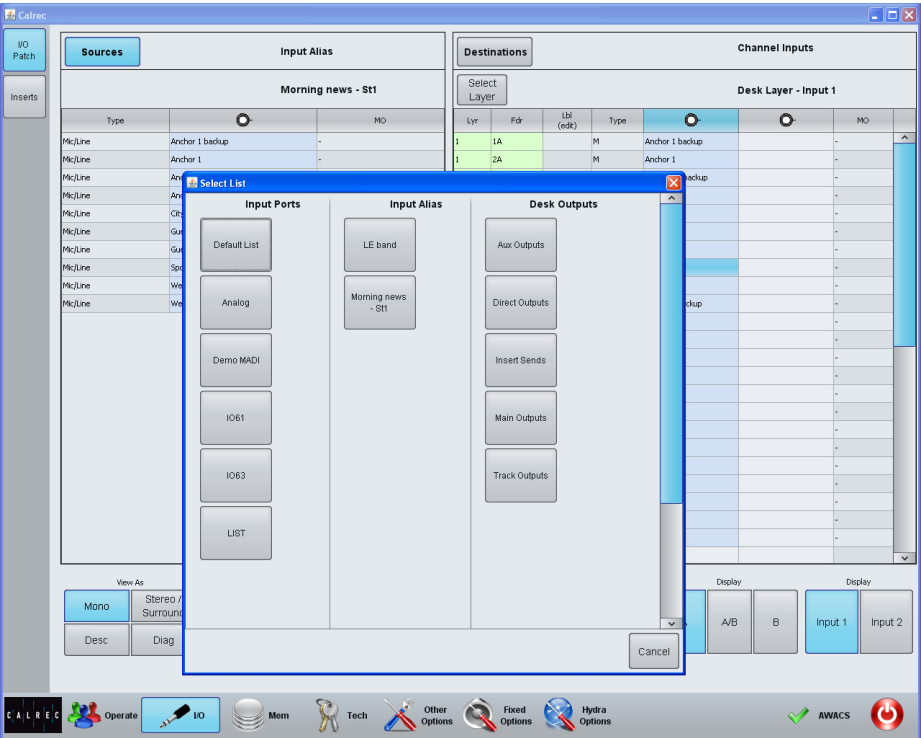 Calrec
I/O
Patch
Inserts
Sources
Input Alias
Morning news - St1
Destinations
Channel Inputs
Select
Layer
Desk Layer - Input 1
Type
MO
Lyr
Fdr
Lbl
(edit)
Type
MO
Mic/Line
Anchor 1 backup
-
1
1A
M
Anchor 1 backup
-
Mic/Line
Anchor 1
-
1
2A
M
Anchor 1
-
Mic/Line
Mic/Line
Mic/Line
Mic/Line
Mic/Line
Mic/Line
Mic/Line
Mic/Line
Select List
Input Ports
Input Alias
Desk Outputs
Default List
LE band
Aux Outputs
Analog
Morning news
- St1
Direct Outputs
Demo MADI
Insert Sends
IO61
Main Outputs
IO63
Track Outputs
LIST
Cancel
View As
Mono
Stereo /
Surround
Desc
Diag
Display
A/B
B
Display
Input 1
Input 2
CALREC
Operate
I/O
Mem
Tech
Other
Options
Fixed
Options
Hydra
Options
AWACS